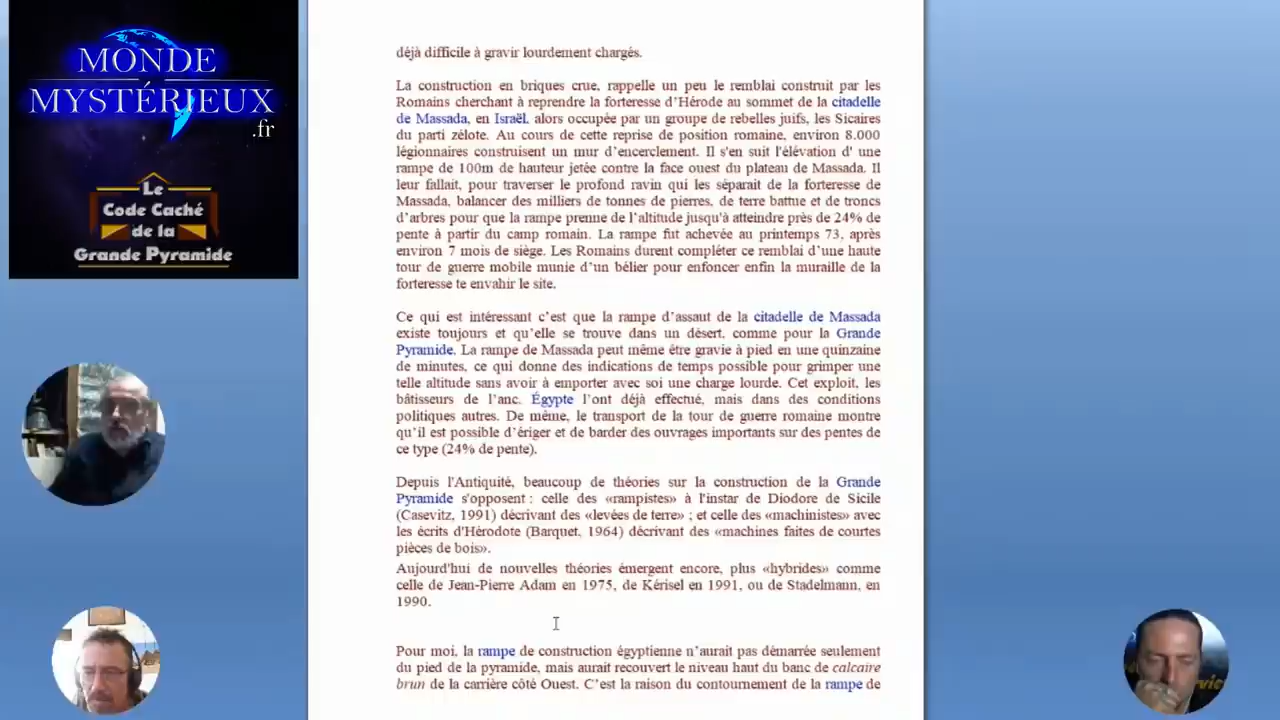 MONDE
MYSTÉRIEUX
.fr
Le
Code Caché
de la
Grande Pyramide
déjà difficile à gravir lourdement chargés.
La construction en briques crue, rappelle un peu le remblai construit par les
Romains cherchant à reprendre la forteresse d'Hérode au sommet de la citadelle
de Massada, en Israël, alors occupée par un groupe de rebelles juifs, les Sicaires
du parti zélote. Au cours de cette reprise de position romaine, environ 8.000
légionnaires construisent un mur d'encerclement. Il s'en suit l'élévation d' une
rampe de 100m de hauteur jetée contre la face ouest du plateau de Massada. Il
leur fallait, pour traverser le profond ravin qui les séparait de la forteresse de
Massada, balancer des milliers de tonnes de pierres, de terre battue et de troncs
d'arbres pour que la rampe prenne de l'altitude jusqu'à atteindre près de 24% de
pente à partir du camp romain. La rampe fut achevée au printemps 73, après
environ 7 mois de siège. Les Romains durent compléter ce remblai d'une haute
tour de guerre mobile munie d'un bélier pour enfoncer enfin la muraille de la
forteresse te envahir le site.
Ce qui est intéressant c'est que la rampe d'assaut de la citadelle de Massada
existe toujours et qu'elle se trouve dans un désert, comme pour la Grande
Pyramide. La rampe de Massada peut même être gravie à pied en une quinzaine
de minutes, ce qui donne des indications de temps possible pour grimper une
telle altitude sans avoir à emporter avec soi une charge lourde. Cet exploit, les
bâtisseurs de l'anc. Égypte l'ont déjà effectué, mais dans des conditions
politiques autres. De même, le transport de la tour de guerre romaine montre
qu'il est possible d'ériger et de barder des ouvrages importants sur des pentes de
ce type (24% de pente).
Depuis l'Antiquité, beaucoup de théories sur la construction de la Grande
Pyramide s'opposent : celle des «rampistes» à l'instar de Diodore de Sicile
(Casevitz, 1991) décrivant des «levées de terre» ; et celle des «machinistes» avec
les écrits d'Hérodote (Barquet, 1964) décrivant des «machines faites de courtes
pièces de bois».
Aujourd'hui de nouvelles théories émergent encore, plus «hybrides» comme
celle de Jean-Pierre Adam en 1975, de Kérisel en 1991, ou de Stadelmann, en
1990.
Pour moi, la rampe de construction égyptienne n'aurait pas démarrée seulement
du pied de la pyramide, mais aurait recouvert le niveau haut du banc de calcaire
brun de la carrière côté Ouest. C'est la raison du contournement de la rampe de